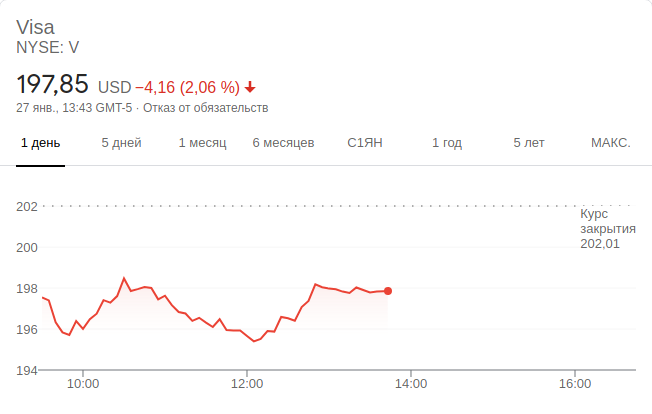 Visa
NYSE: V
197,85 USD −4,16 (2,06 %)
27 янв., 13:43 GMT-5 · Отказ от обязательств
1 день 5 дней 1 месяц 6 месяцев С1ЯН 1 год 5 лет МАКС.
202
Курс
закрытия
202,01
200
198
196
194
10:00 12:00 14:00 16:00